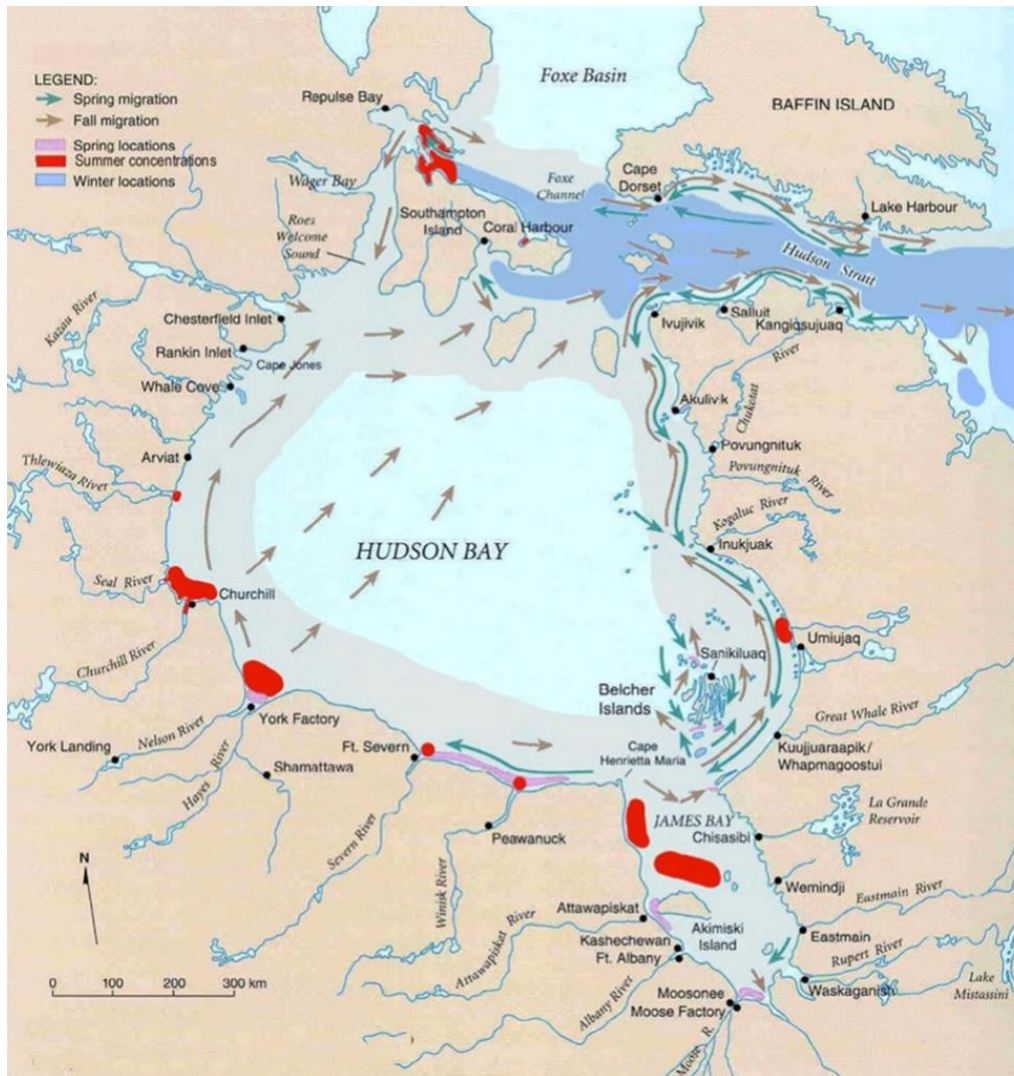 Foxe Basin
LEGEND:
Spring migration
Fall migration
Spring locations
Summer concentrations
Winter locations
Repulse Bay
BAFFIN ISLAND
Wager Bay
Foxe
Channel
Cape
Dorset
Lake Harbour
Roes
Welcome
Sound
Southampton
Island
Coral Harbour
Hudson Strait
Kazau River
Chesterfield Inlet
Ivujivik
Salluit
Kangiqsujuaq
Rankin Inlet
Cape Jones
Whale Cove
River
Chukotat
Akulivik
Arviat
Povungnituk
Thlewiaza River
Povungnituk River
Kogaluc River
HUDSON BAY
Inukjuak
Seal River
Churchill
Umiujaq
Sanikiluaq
Churchill River
Belcher
Islands
Great Whale River
York Factory
Nelson River
York Landing
Ft. Severn
Cape
Henrietta Maria
Kuujjuaraapik/
Whapmagoostui
Hayes River
Shamattawa
La Grande
Reservoir
JAMES BAY
Chisasibi
Severn River
Peawanuck
N
Winisk River
Wemindji
Eastmain River
Attawapiskat
Attawapiskat River
Akimiski
Island
Eastmain
Kashechewan
Ft. Albany
Rupert River
Lake
Mistassini
Waskaganish
0 100 200 300 km
Albany River
Moosonee
Moose Factory
Moose R.